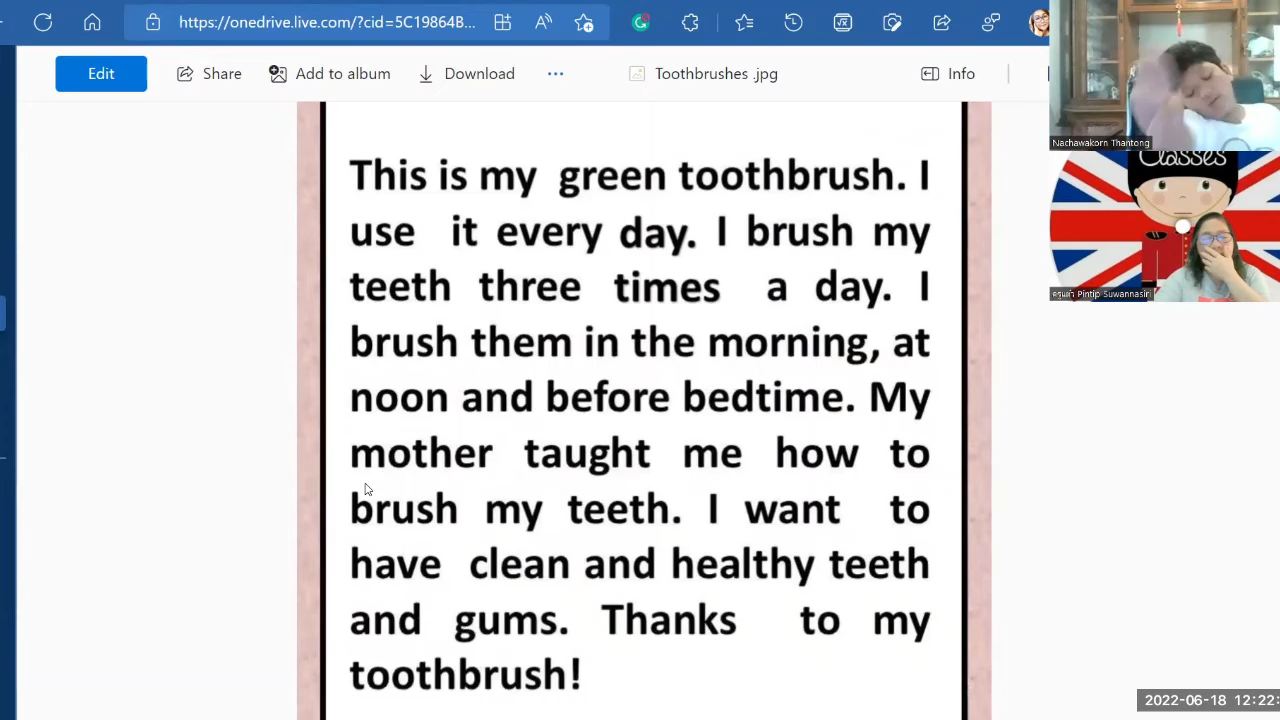 https://onedrive.live.com/?cid=5C19864B...
Edit
Share
Add to album
Download
...
Toothbrushes .jpg
Info
This is my green toothbrush. I
use it every day. I brush my
teeth three times a day. I
brush them in the morning, at
noon and before bedtime. My
mother taught me how to
brush my teeth. I want to
have clean and healthy teeth
and gums. Thanks to my
toothbrush!
Nachawakorn Thantong
Classes
Pintip Suwannasiri
2022-06-18 12:22: